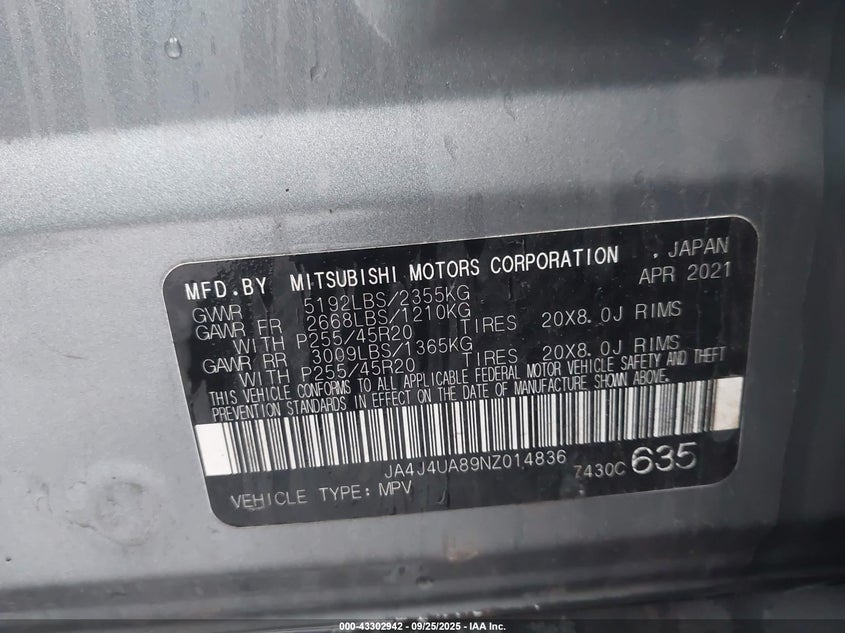 MFD.BY MITSUBISHI MOTORS CORPORATION , JAPAN
APR 2021
GVWR 5192LBS/2355KG
GAWR FR 2668LBS/1210KG
WITH P255/45R20 TIRES 20X8.0J RIMS
GAWR RR 3009LBS/1365KG
WITH P255/45R20 TIRES 20X8.0J RIMS
THIS VEHICLE CONFORMS TO ALL APPLICABLE FEDERAL MOTOR VEHICLE SAFETY AND THEFT
PREVENTION STANDARDS IN EFFECT ON THE DATE OF MANUFACTURE SHOWN ABOVE.
JA4J4UA89NZ014836
7430C 635
VEHICLE TYPE: MPV
000-43302942 - 09/25/2025 - IAA Inc.